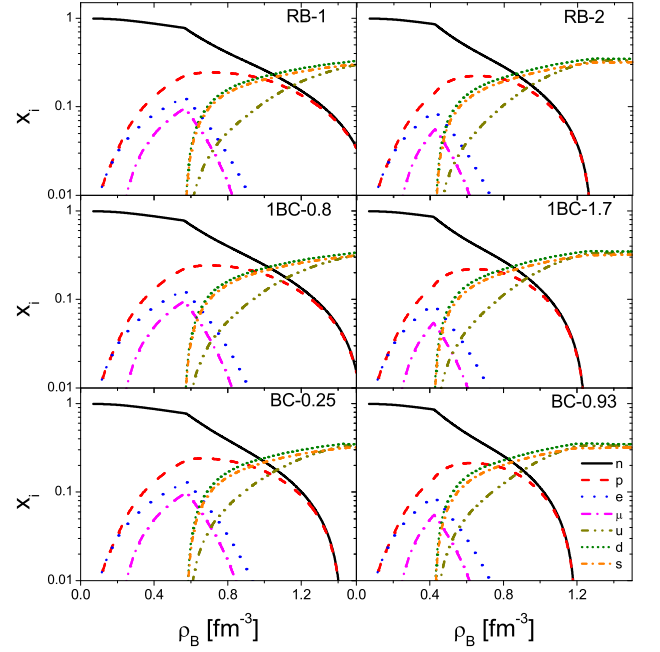 RB-1
RB-2
1
0.1
0.01
X_i
1BC-0.8
1BC-1.7
1
0.1
0.01
X_i
BC-0.25
BC-0.93
1
0.1
0.01
X_i
n
p
e
μ
u
d
s
0.0 0.4 0.8 1.2 0.0 0.4 0.8 1.2
ρ_B [fm⁻³] ρ_B [fm⁻³]